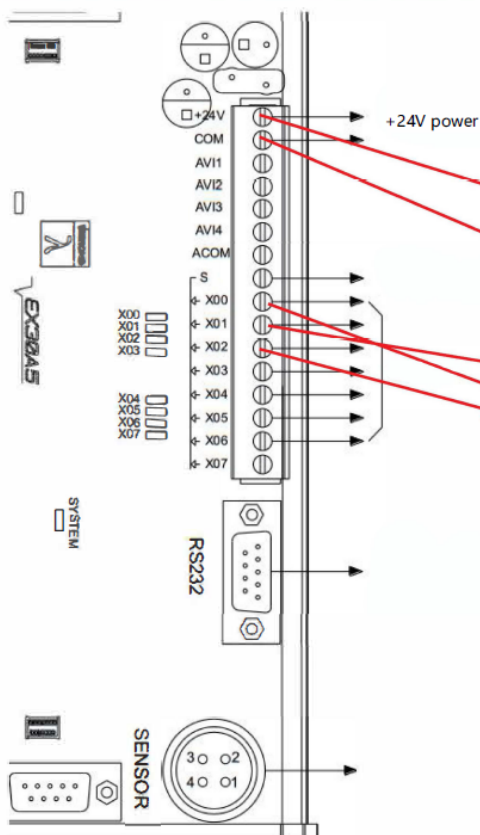 +24V
+24V power
COM
AVI1
AVI2
AVI3
AVI4
ACOM
S
X00
X01
X02
X03
X04
X05
X06
X07
X00
X01
X02
X03
X04
X05
X06
X07
EX30A5
SYSTEM
RS232
SENSOR
3 2
4 1